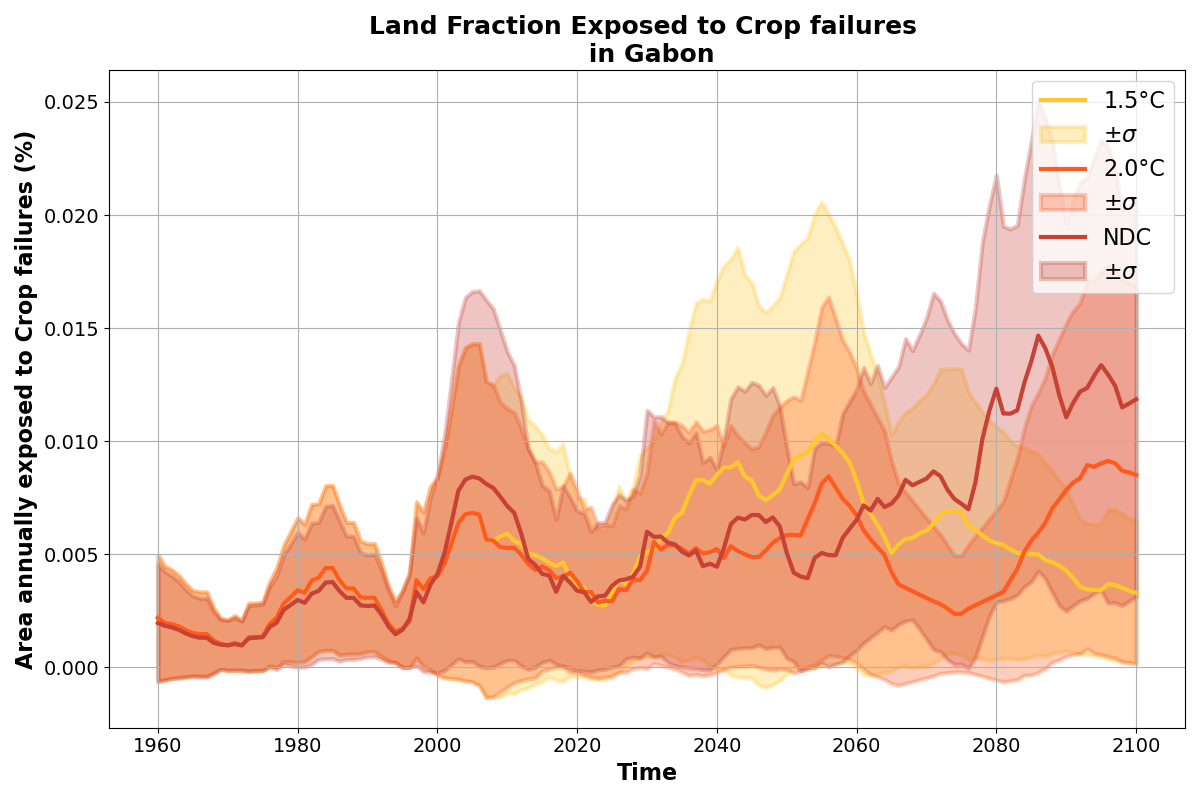 Land Fraction Exposed to Crop failures
in Gabon
Area annually exposed to Crop failures (%)
0.025
0.020
0.015
0.010
0.005
0.000
1.5°C
±σ
2.0°C
±σ
NDC
±σ
1960
1980
2000
2020
2040
2060
2080
2100
Time